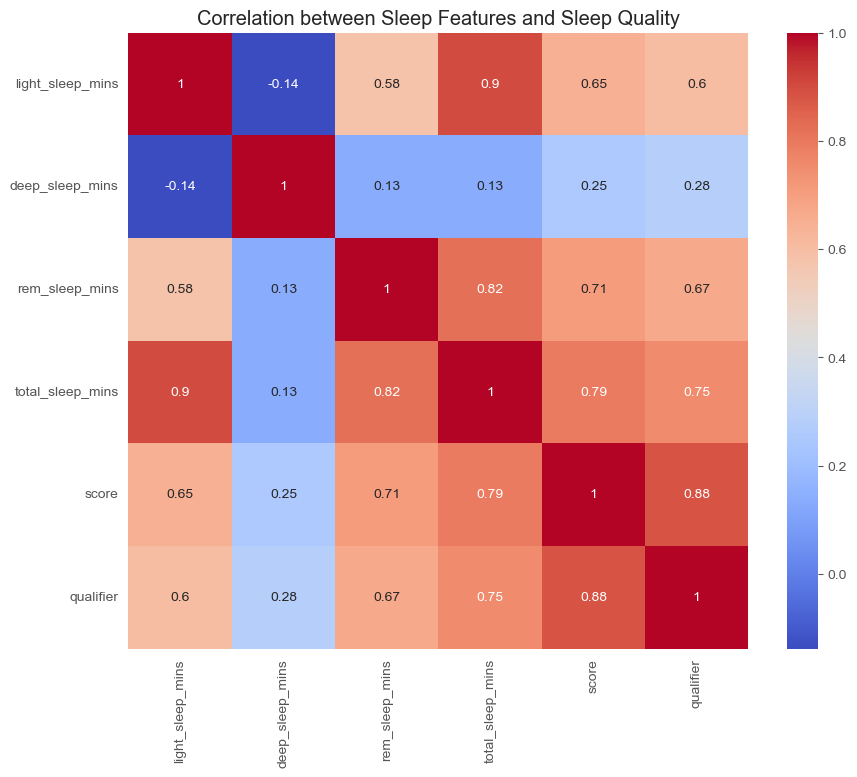 Correlation between Sleep Features and Sleep Quality
light_sleep_mins 1 -0.14 0.58 0.9 0.65 0.6
deep_sleep_mins -0.14 1 0.13 0.13 0.25 0.28
rem_sleep_mins 0.58 0.13 1 0.82 0.71 0.67
total_sleep_mins 0.9 0.13 0.82 1 0.79 0.75
score 0.65 0.25 0.71 0.79 1 0.88
qualifier 0.6 0.28 0.67 0.75 0.88 1
light_sleep_mins
deep_sleep_mins
rem_sleep_mins
total_sleep_mins
score
qualifier
1.0
0.8
0.6
0.4
0.2
0.0